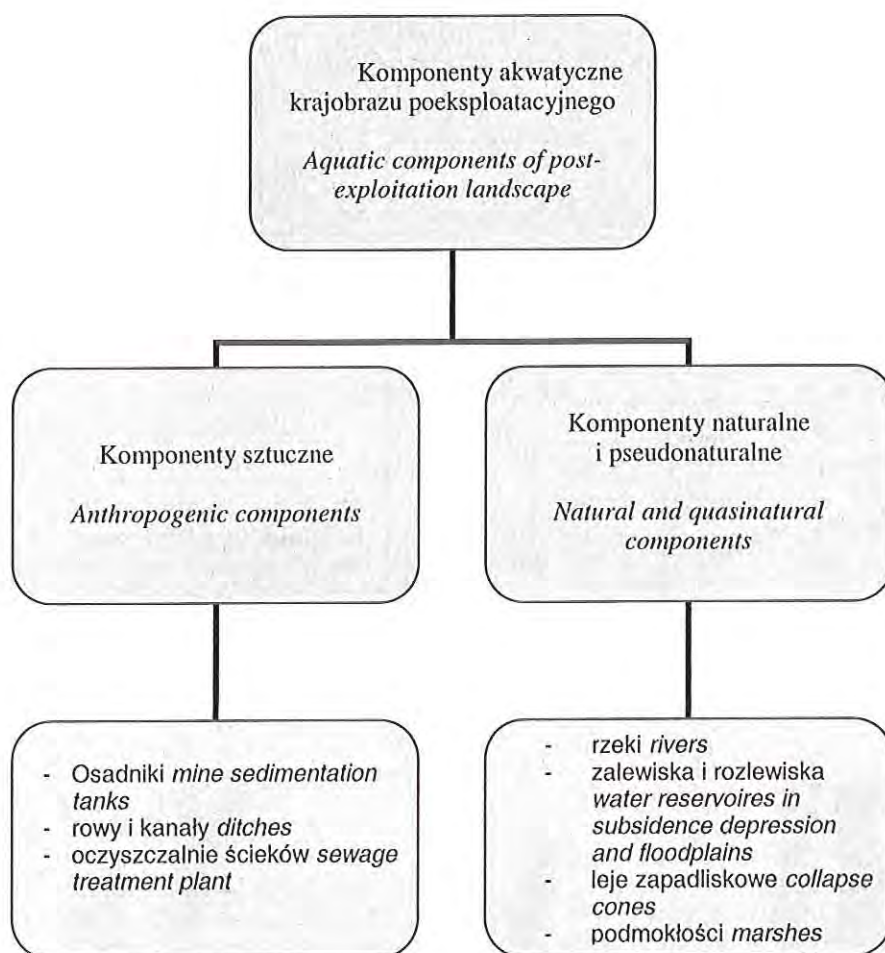 Komponenty akwatyczne
krajobrazu poeksploatacyjnego
Aquatic components of post-
exploitation landscape
Komponenty sztuczne
Anthropogenic components
Komponenty naturalne
i pseudonaturalne
Natural and quasinatural
components
- Osadniki mine sedimentation
tanks
- rowy i kanały ditches
- oczyszczalnie ścieków sewage
treatment plant
- rzeki rivers
- zalewiska i rozlewiska
water reservoires in
subsidence depression
and floodplains
- leje zapadliskowe collapse
cones
- podmokłości marshes